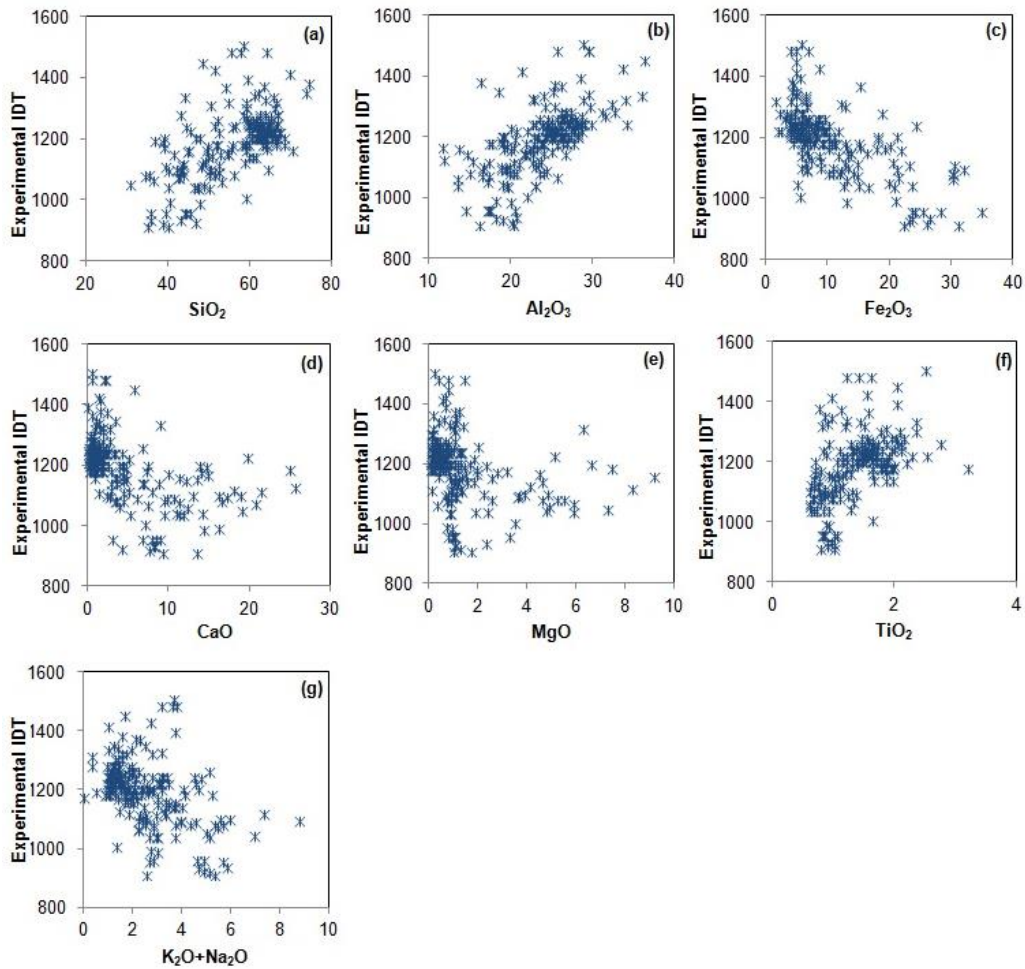 1600
(a)
1400
1200
1000
800
Experimental IDT
20 40 60 80
SiO₂
1600
(b)
1400
1200
1000
800
Experimental IDT
10 20 30 40
Al₂O₃
1600
(c)
1400
1200
1000
800
Experimental IDT
0 10 20 30 40
Fe₂O₃
1600
(d)
1400
1200
1000
800
Experimental IDT
0 10 20 30
CaO
1600
(e)
1400
1200
1000
800
Experimental IDT
0 2 4 6 8 10
MgO
1600
(f)
1400
1200
1000
800
Experimental IDT
0 2 4
TiO₂
1600
(g)
1400
1200
1000
800
Experimental IDT
0 2 4 6 8 10
K₂O+Na₂O